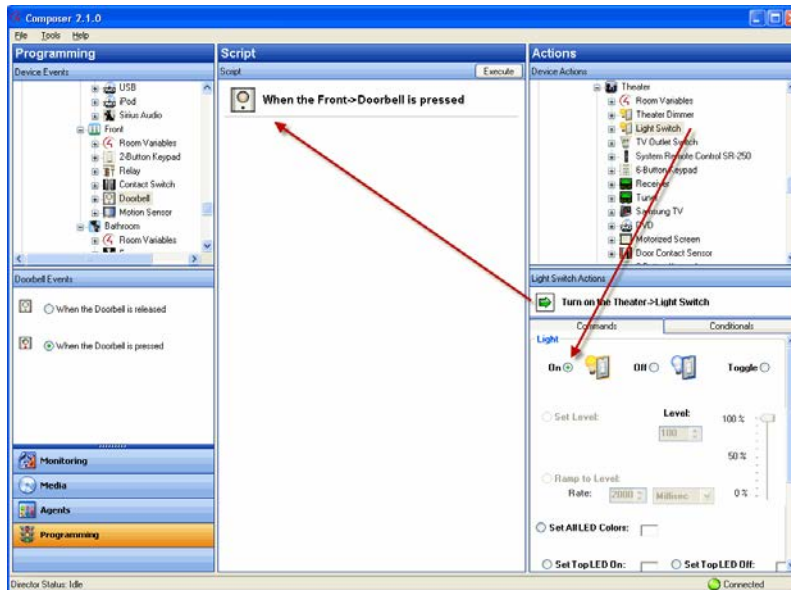 Composer 2.1.0
File Tools Help
Programming
Device Events
USB
iPod
Sirius Audio
Front
Room Variables
2-Button Keypad
Relay
Contact Switch
Doorbell
Motion Sensor
Bathroom
Room Variables
Doorbell Events
When the Doorbell is released
When the Doorbell is pressed
Monitoring
Media
Agents
Programming
Director Status: Idle
Script
Script Execute
When the Front->Doorbell is pressed
Actions
Device Actions
Theater
Room Variables
Theater Dimmer
Light Switch
TV Outlet Switch
System Remote Control SR-250
6-Button Keypad
Receiver
Tuner
Samsung TV
DVD
Motorized Screen
Door Contact Sensor
Light Switch Actions
Turn on the Theater->Light Switch
Commands Conditionals
Light
On Off Toggle
Set Level: Level: 100 %
100
50 %
Ramp to Level:
Rate: 2000 Millisec 0 %
Set All LED Colors:
Set Top LED On: Set Top LED Off:
Connected